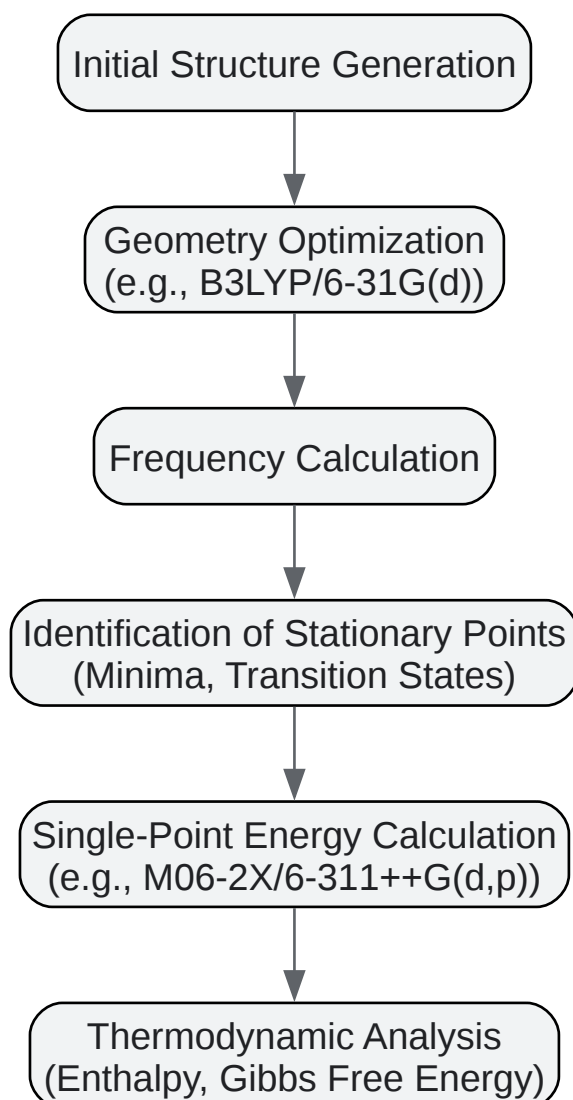 Initial Structure Generation
Geometry Optimization
(e.g., B3LYP/6-31G(d))
Frequency Calculation
Identification of Stationary Points
(Minima, Transition States)
Single-Point Energy Calculation
(e.g., M06-2X/6-311++G(d,p))
Thermodynamic Analysis
(Enthalpy, Gibbs Free Energy)